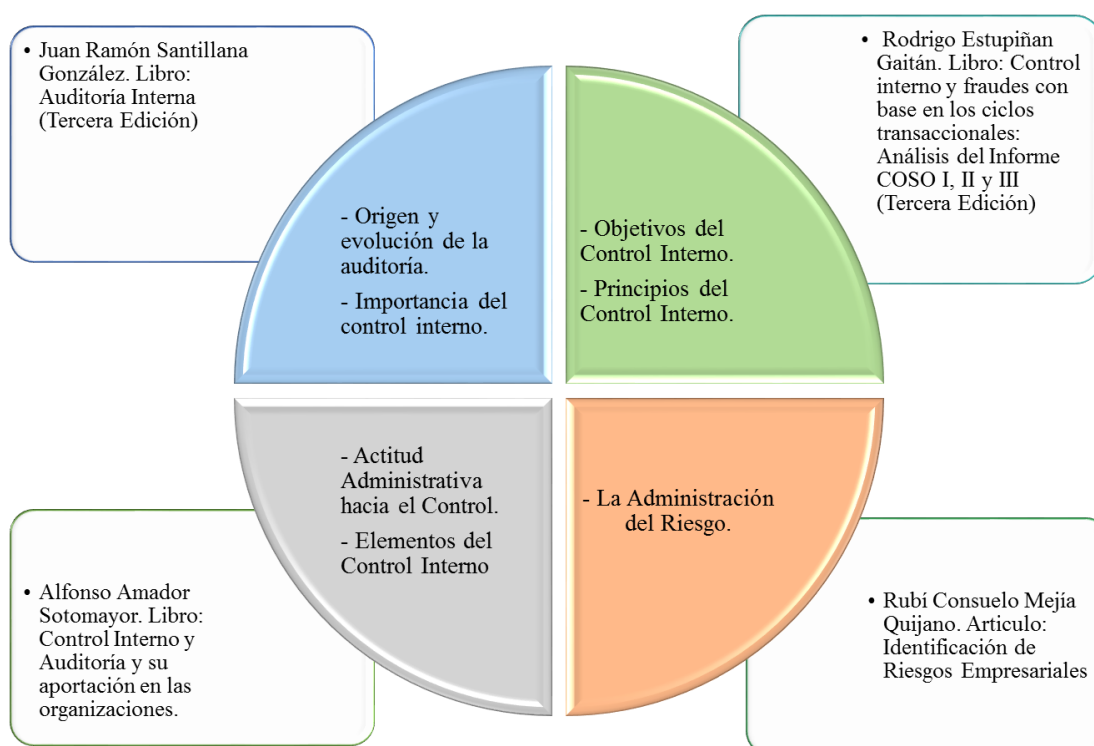 • Juan Ramón Santillana
González. Libro:
Auditoría Interna
(Tercera Edición)
• Rodrigo Estupiñan
Gaitán. Libro: Control
interno y fraudes con
base en los ciclos
transaccionales:
Análisis del Informe
COSO I, II y III
(Tercera Edición)
- Origen y
evolución de la
auditoría.
- Importancia del
control interno.
- Objetivos del
Control Interno.
- Principios del
Control Interno.
- Actitud
Administrativa
hacia el Control.
- Elementos del
Control Interno
- La Administración
del Riesgo.
• Alfonso Amador
Sotomayor. Libro:
Control Interno y
Auditoría y su
aportación en las
organizaciones.
• Rubí Consuelo Mejía
Quijano. Articulo:
Identificación de
Riesgos Empresariales